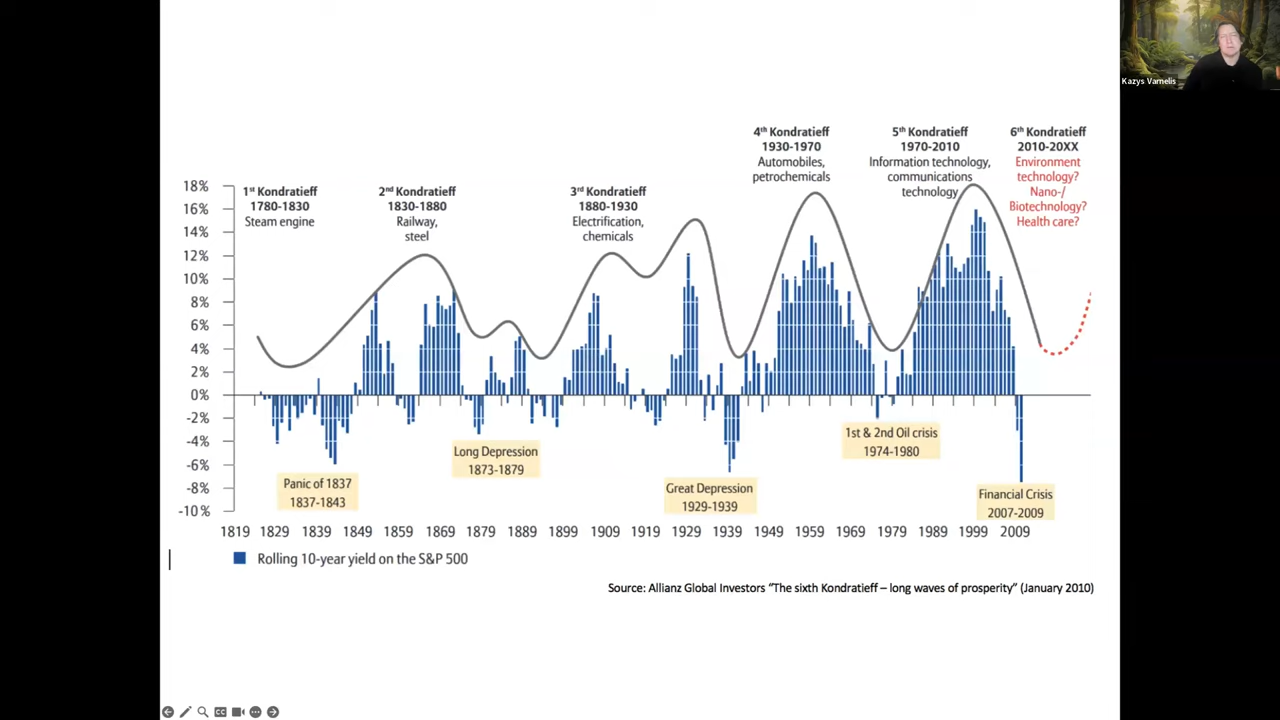 Kazys Varnelis
4th Kondratieff
1930-1970
Automobiles,
petrochemicals
5th Kondratieff
1970-2010
Information technology,
communications
technology
6th Kondratieff
2010-20XX
Environment
technology?
Nano-/
Biotechnology?
Health care?
1st Kondratieff
1780-1830
Steam engine
2nd Kondratieff
1830-1880
Railway,
steel
3rd Kondratieff
1880-1930
Electrification,
chemicals
18%
16%
14%
12%
10%
8%
6%
4%
2%
0%
-2%
-4%
-6%
-8%
-10%
Panic of 1837
1837-1843
Long Depression
1873-1879
Great Depression
1929-1939
1st & 2nd Oil crisis
1974-1980
Financial Crisis
2007-2009
1819 1829 1839 1849 1859 1869 1879 1889 1899 1909 1919 1929 1939 1949 1959 1969 1979 1989 1999 2009
Rolling 10-year yield on the S&P 500
Source: Allianz Global Investors “The sixth Kondratieff – long waves of prosperity” (January 2010)
CC